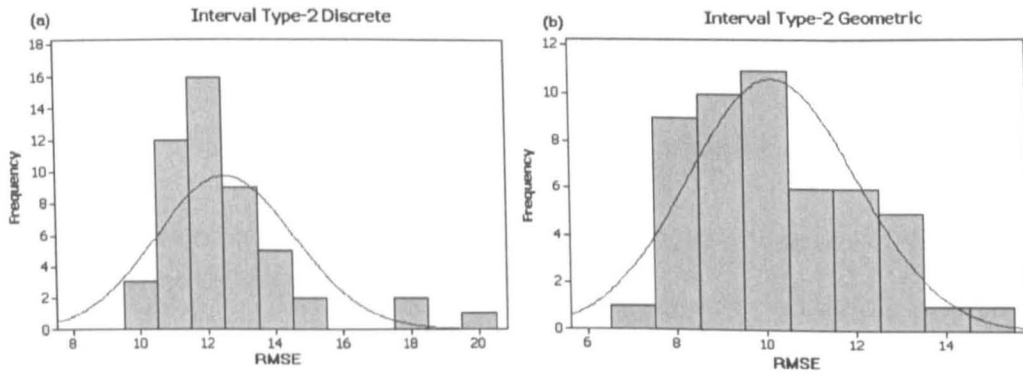 (a)
Interval Type-2 Discrete
18
16
14
12
10
8
6
4
2
0
Frequency
8 10 12 14 16 18 20
RMSE
(b)
Interval Type-2 Geometric
12
10
8
6
4
2
0
Frequency
6 8 10 12 14
RMSE